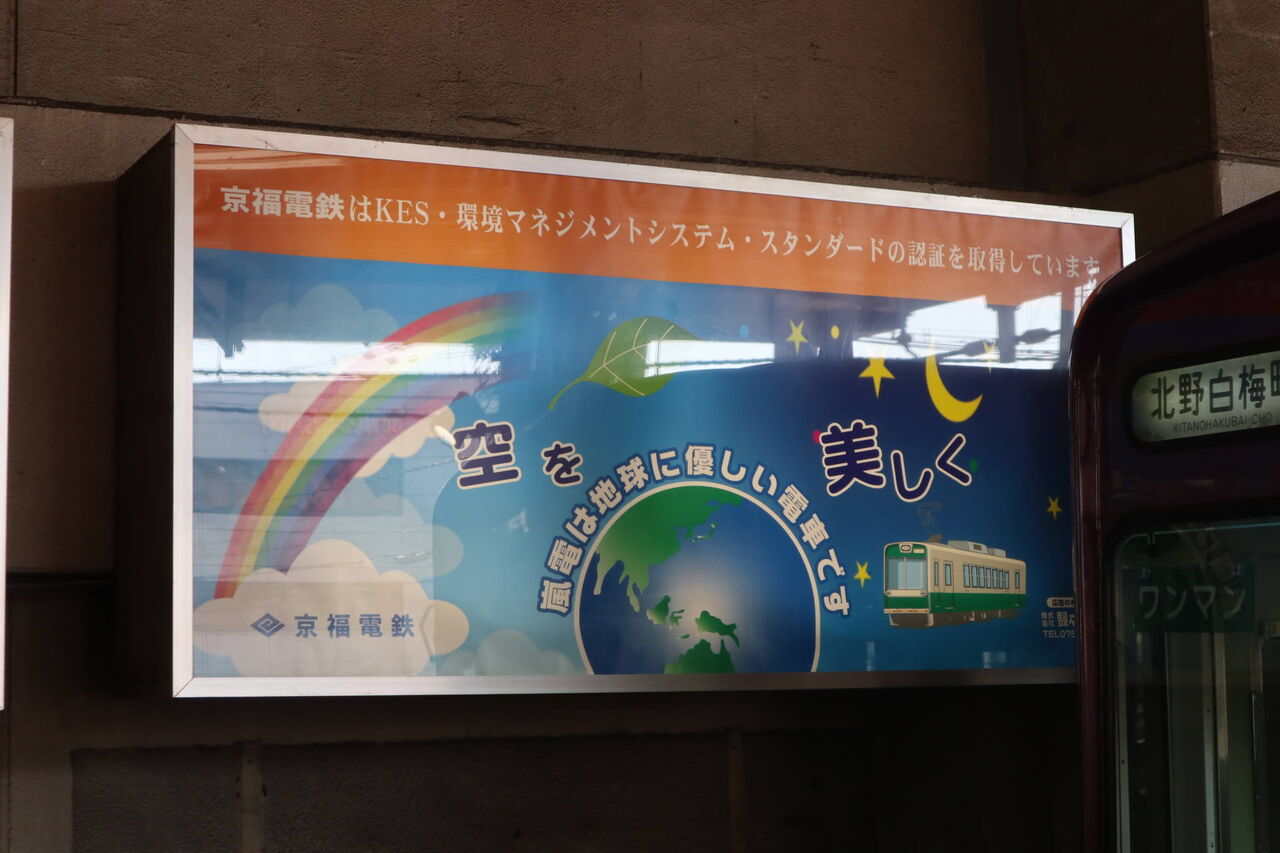 京福電鉄はKES・環境マネジメントシステム・スタンダードの認証を取得しています
空を美しく
嵐電は地球に優しい電車です
京福電鉄
TEL075
北野白梅町
KITANOHAKUBAI-CHO
ワンマン